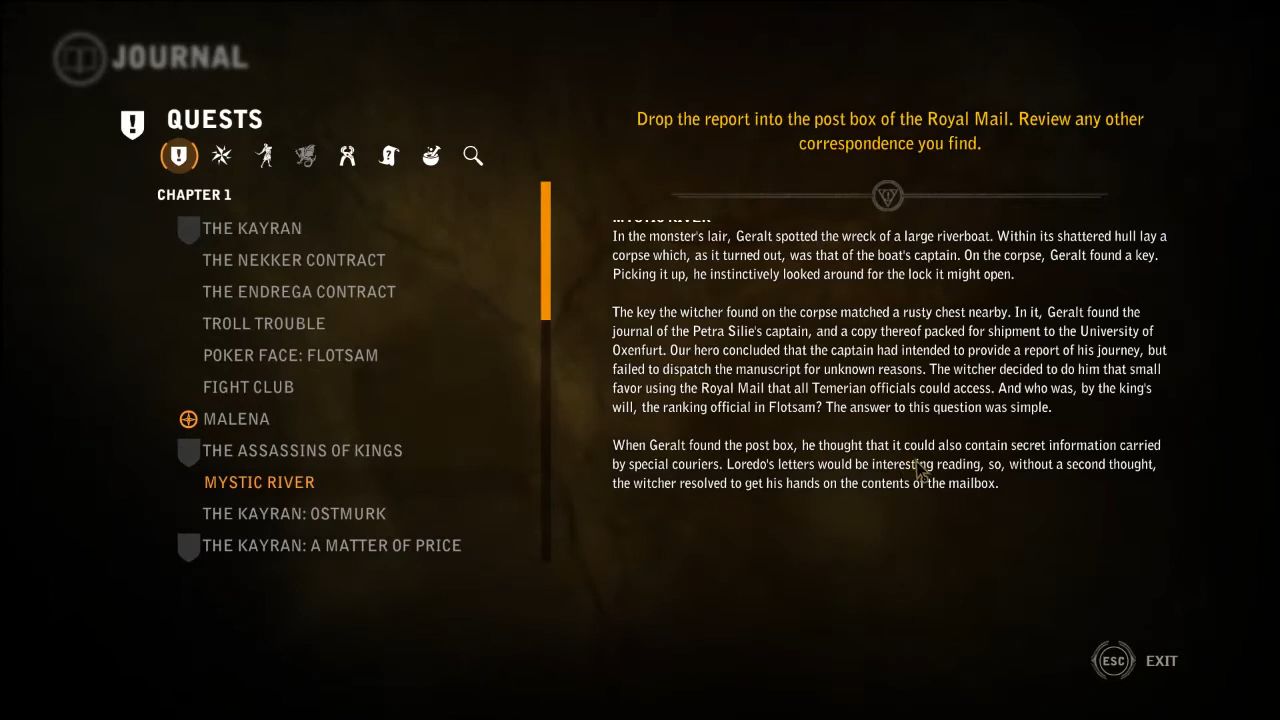 JOURNAL
QUESTS
CHAPTER 1
THE KAYRAN
THE NEKKER CONTRACT
THE ENDREGA CONTRACT
TROLL TROUBLE
POKER FACE: FLOTSAM
FIGHT CLUB
MALENA
THE ASSASSINS OF KINGS
MYSTIC RIVER
THE KAYRAN: OSTMURK
THE KAYRAN: A MATTER OF PRICE
Drop the report into the post box of the Royal Mail. Review any other
correspondence you find.
MYSTIC RIVER
In the monster's lair, Geralt spotted the wreck of a large riverboat. Within its shattered hull lay a
corpse which, as it turned out, was that of the boat's captain. On the corpse, Geralt found a key.
Picking it up, he instinctively looked around for the lock it might open.
The key the witcher found on the corpse matched a rusty chest nearby. In it, Geralt found the
journal of the Petra Silie's captain, and a copy thereof packed for shipment to the University of
Oxenfurt. Our hero concluded that the captain had intended to provide a report of his journey, but
failed to dispatch the manuscript for unknown reasons. The witcher decided to do him that small
favor using the Royal Mail that all Temerian officials could access. And who was, by the king's
will, the ranking official in Flotsam? The answer to this question was simple.
When Geralt found the post box, he thought that it could also contain secret information carried
by special couriers. Loredo's letters would be interesting reading, so, without a second thought,
the witcher resolved to get his hands on the contents of the mailbox.
ESC EXIT